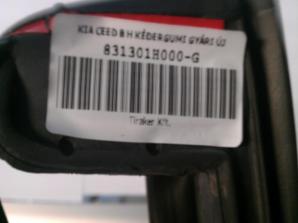 KIA CEED B H KÉDER GUMI GYÁRI ÚJ
831301H000-G
Tiraker Kft.